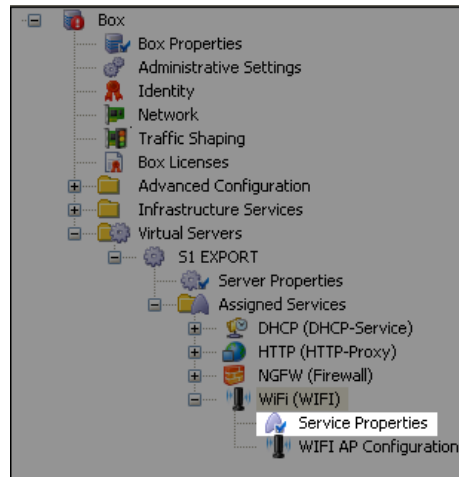 Box
Box Properties
Administrative Settings
Identity
Network
Traffic Shaping
Box Licenses
Advanced Configuration
Infrastructure Services
Virtual Servers
S1 EXPORT
Server Properties
Assigned Services
DHCP (DHCP-Service)
HTTP (HTTP-Proxy)
NGFW (Firewall)
WiFi (WIFI)
Service Properties
WIFI AP Configuration